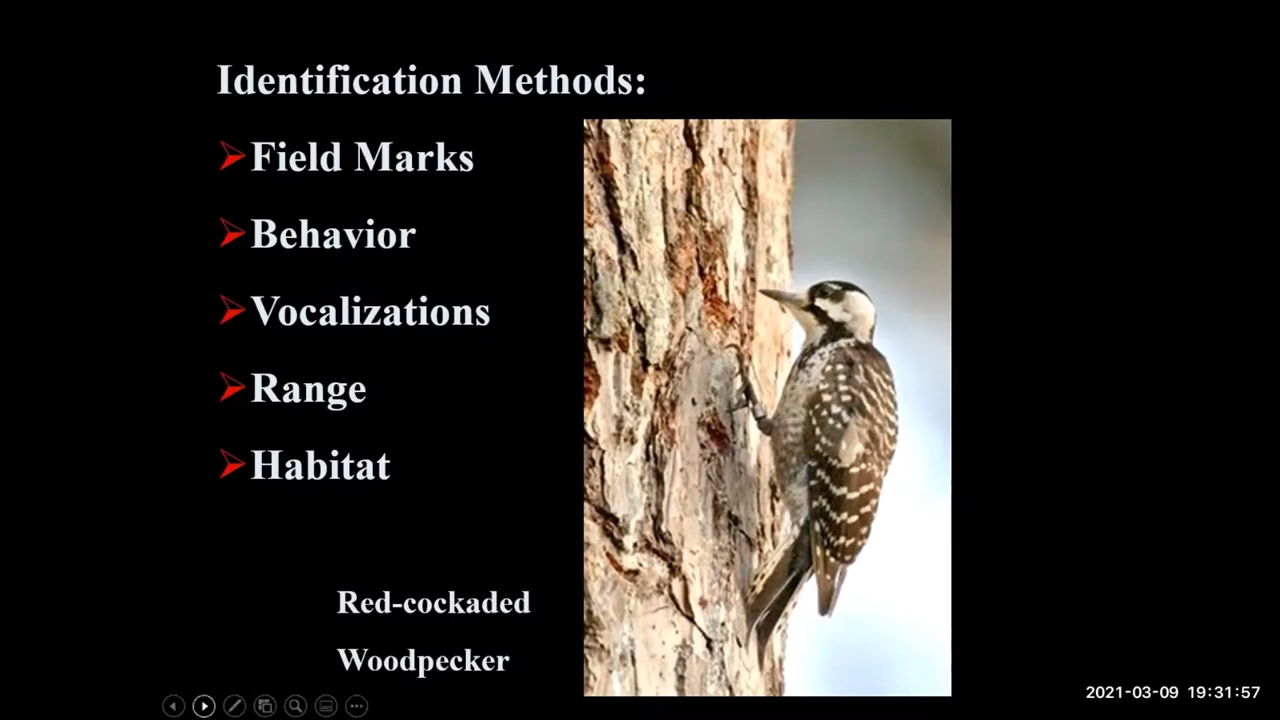 Identification Methods:
Field Marks
Behavior
Vocalizations
Range
Habitat
Red-cockaded
Woodpecker
2021-03-09 19:31:57